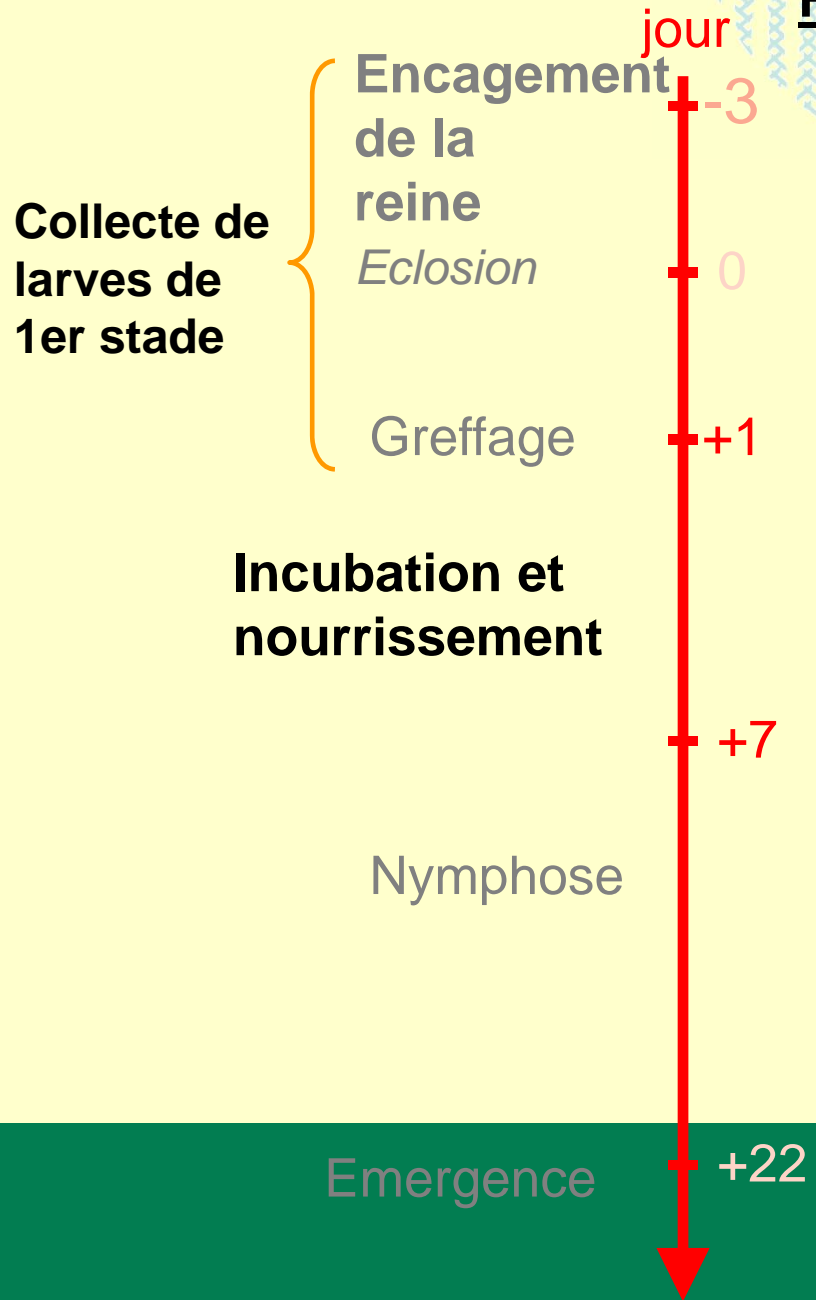 jour
Encagement
de la
reine
-3
Collecte de
larves de
1er stade
Eclosion
0
Greffage
+1
Incubation et
nourrissement
+7
Nymphose
Emergence
+22